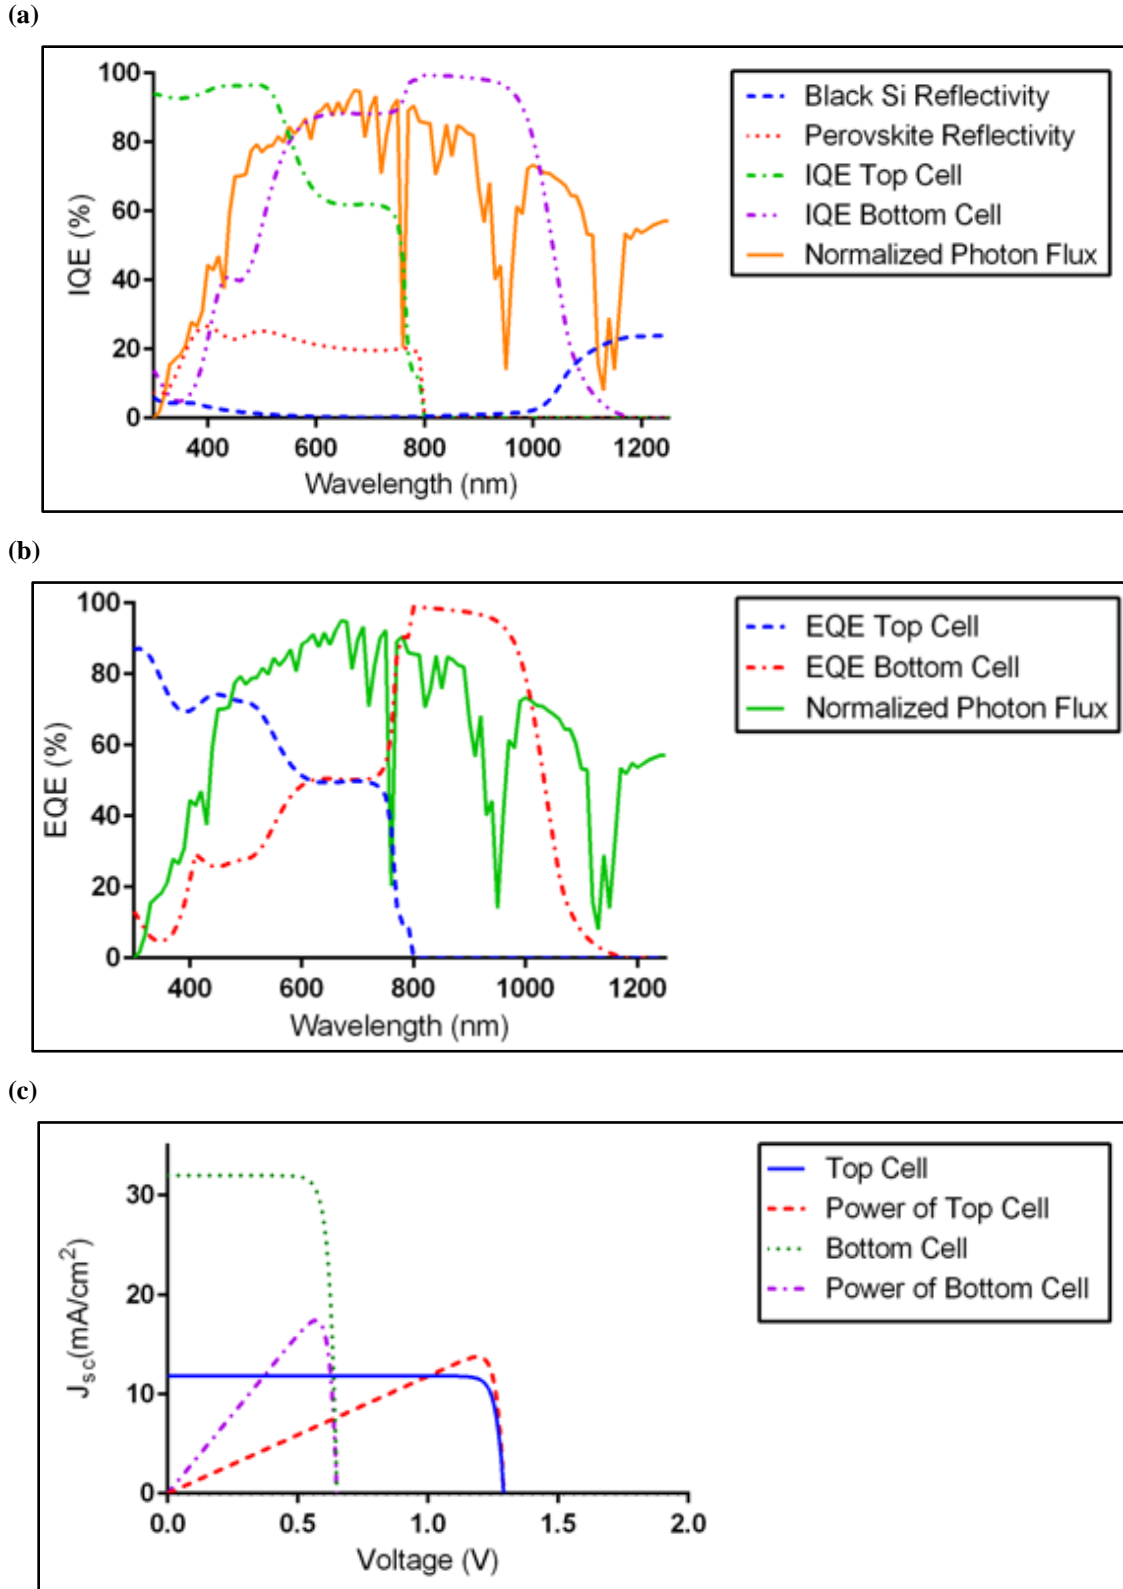 (a)
100
80
60
40
20
0
IQE (%)
400 600 800 1000 1200
Wavelength (nm)
Black Si Reflectivity
Perovskite Reflectivity
IQE Top Cell
IQE Bottom Cell
Normalized Photon Flux
(b)
100
80
60
40
20
0
EQE (%)
400 600 800 1000 1200
Wavelength (nm)
EQE Top Cell
EQE Bottom Cell
Normalized Photon Flux
(c)
30
20
10
0
Jsc(mA/cm²)
0.0 0.5 1.0 1.5 2.0
Voltage (V)
Top Cell
Power of Top Cell
Bottom Cell
Power of Bottom Cell